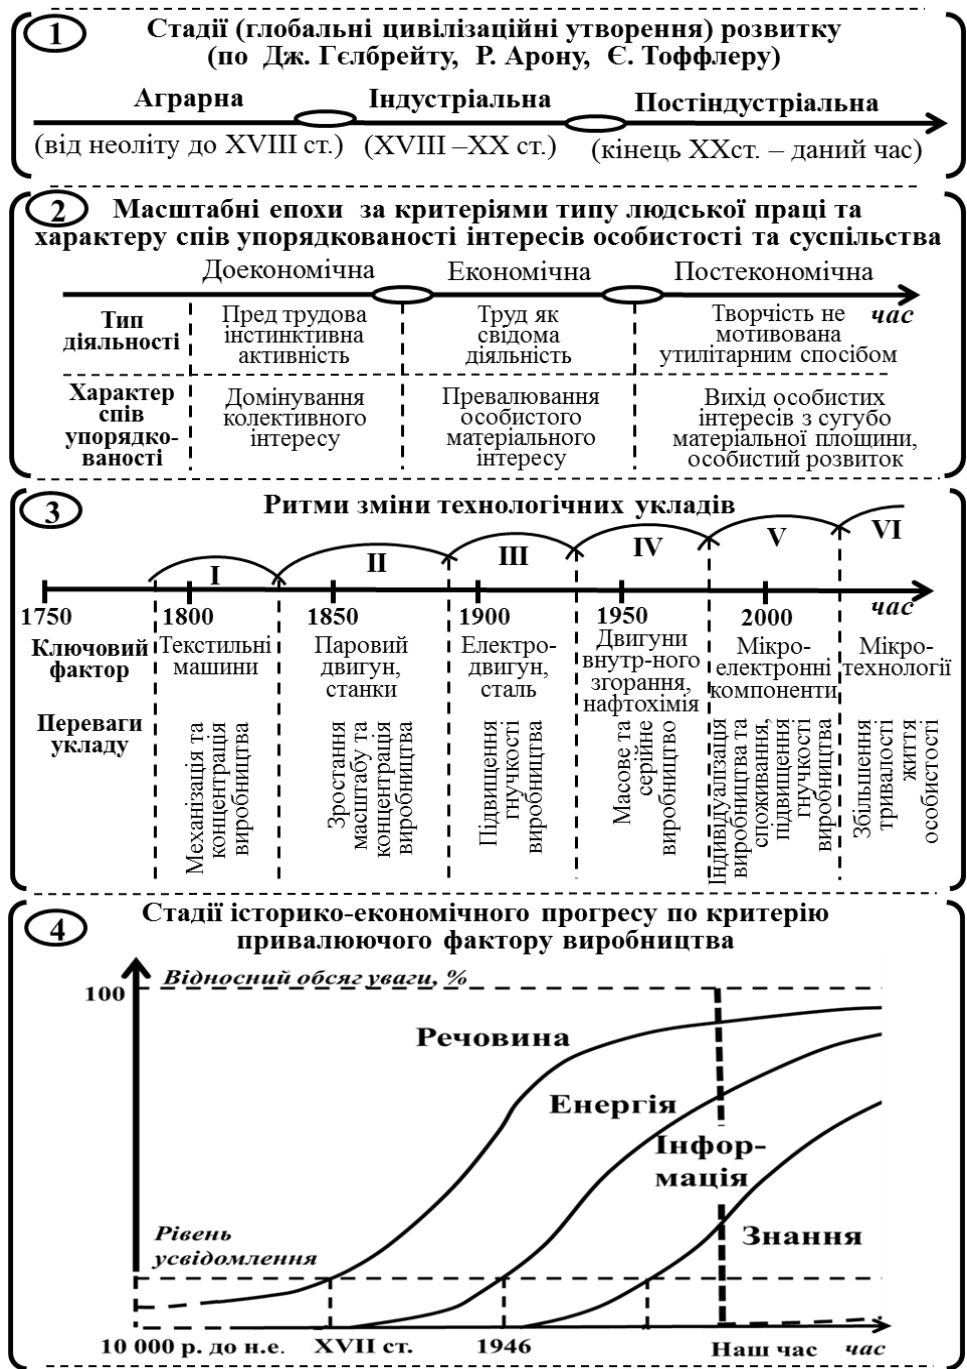 1
Стадії (глобальні цивілізаційні утворення) розвитку
(по Дж. Гєлбрейту, Р. Арону, Є. Тоффлеру)
Аграрна Індустріальна Постіндустріальна
(від неоліту до XVIII ст.) (XVIII –XX ст.) (кінець XXст. – даний час)
2
Масштабні епохи за критеріями типу людської праці та
характеру спів упорядкованості інтересів особистості та суспільства
Доекономічна Економічна Постекономічна
час
Тип
діяльності
Пред трудова
інстинктивна
активність
Труд як
свідома
діяльність
Творчість не
мотивована
утилітарним спосібом
Характер
спів
упорядко-
ваності
Домінування
колективного
інтересу
Превалювання
особистого
матеріального
інтересу
Вихід особистих
інтересів з сугубо
матеріальної площини,
особистий розвиток
3
Ритми зміни технологічних укладів
I II III IV V VI
1750 1800 1850 1900 1950 2000 час
Ключовий
фактор
Текстильні
машини
Паровий
двигун,
станки
Електро-
двигун,
сталь
Двигуни
внутр-ного
згорання,
нафтохімія
Мікро-
електронні
компоненти
Мікро-
технології
Переваги
укладу
Механізація та
концентрація
виробництва
Зростання
масштабу та
концентрація
виробництва
Підвищення
гнучкості
виробництва
Масове та
серійне
виробництво
Індивідуалізація
виробництва та
споживання,
підвищення
гнучкості
виробництва
Збільшення
тривалості
життя
особистості
4
Стадії історико-економічного прогресу по критерію
привалюючого фактору виробництва
Відносний обсяг уваги, %
100
Речовина
Енергія
Інфор-
мація
Знання
Рівень
усвідомлення
10 000 р. до н.е. XVII ст. 1946 Наш час час